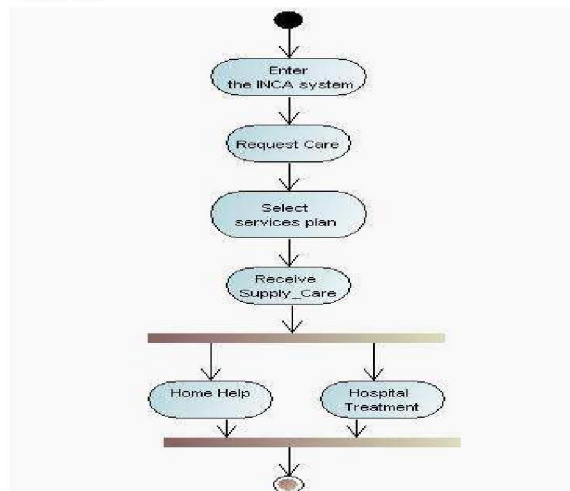 Enter
the INCA system
Request Care
Select
services plan
Receive
Supply_Care
Home Help
Hospital
Treatment